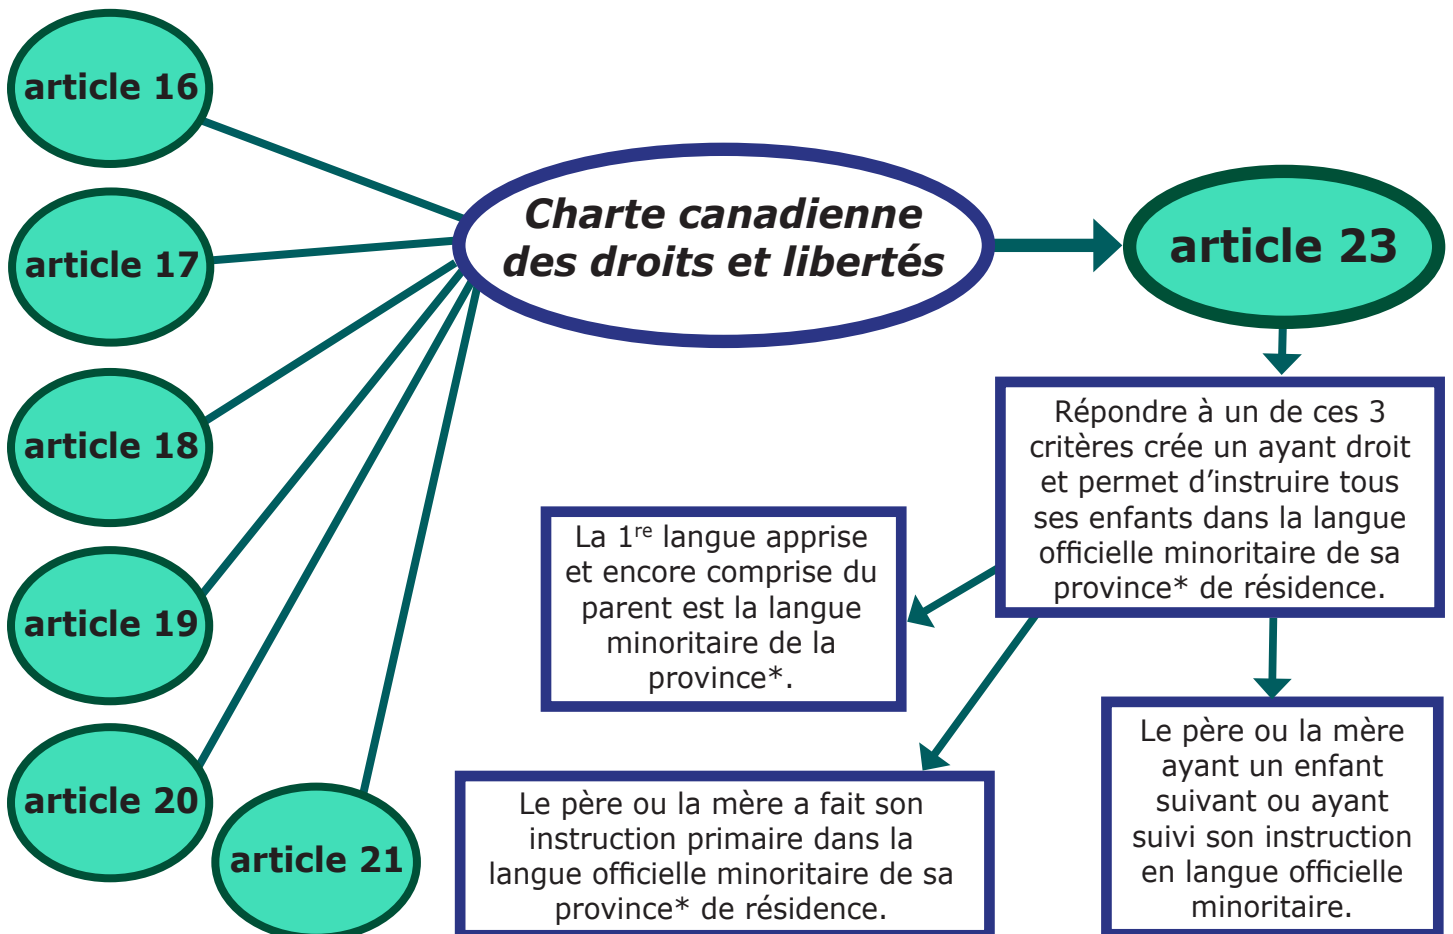 article 16
article 17
article 18
article 19
article 20
article 21
Charte canadienne
des droits et libertés
article 23
Répondre à un de ces 3
critères crée un ayant droit
et permet d'instruire tous
ses enfants dans la langue
officielle minoritaire de sa
province* de résidence.
La 1re langue apprise
et encore comprise du
parent est la langue
minoritaire de la
province*.
Le père ou la mère a fait son
instruction primaire dans la
langue officielle minoritaire de sa
province* de résidence.
Le père ou la mère
ayant un enfant
suivant ou ayant
suivi son instruction
en langue officielle
minoritaire.